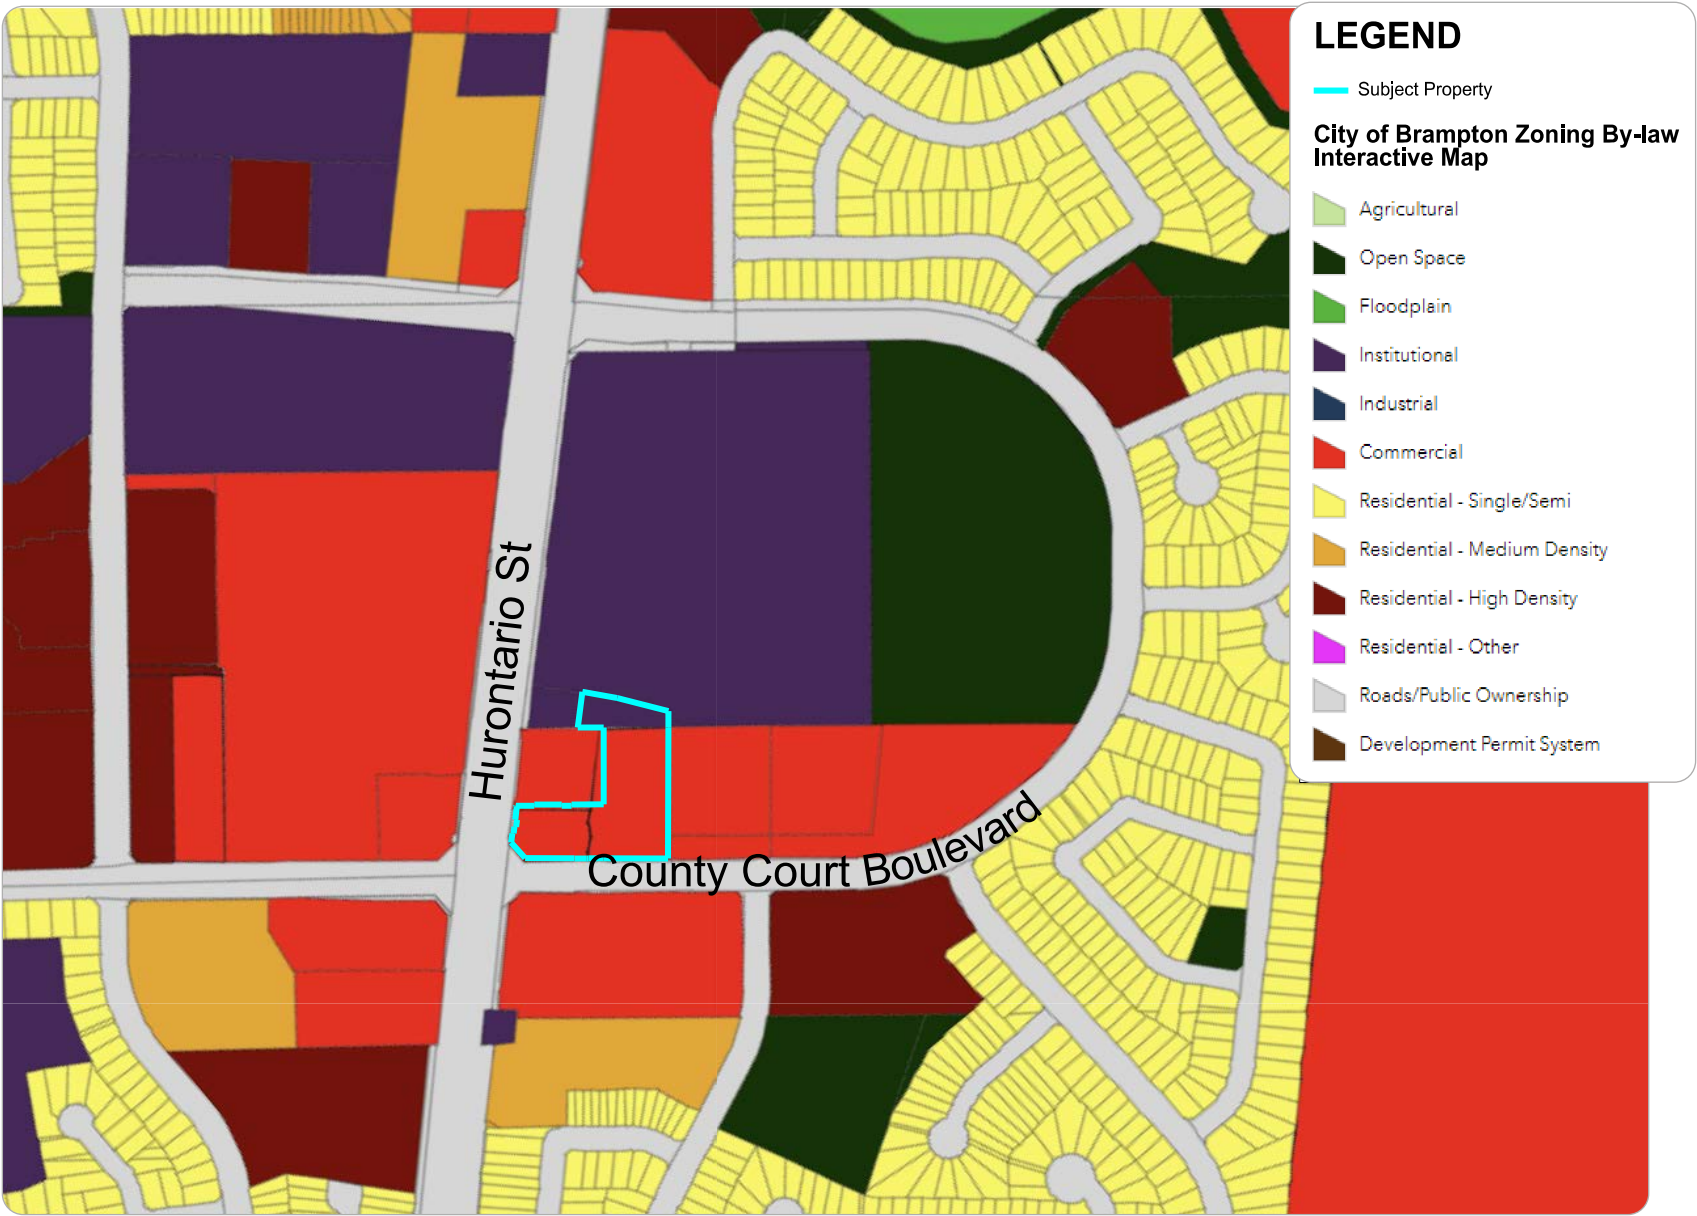 LEGEND
Subject Property
City of Brampton Zoning By-law
Interactive Map
Agricultural
Open Space
Floodplain
Institutional
Industrial
Commercial
Residential - Single/Semi
Residential - Medium Density
Residential - High Density
Residential - Other
Roads/Public Ownership
Development Permit System
Hurontario St
County Court Boulevard